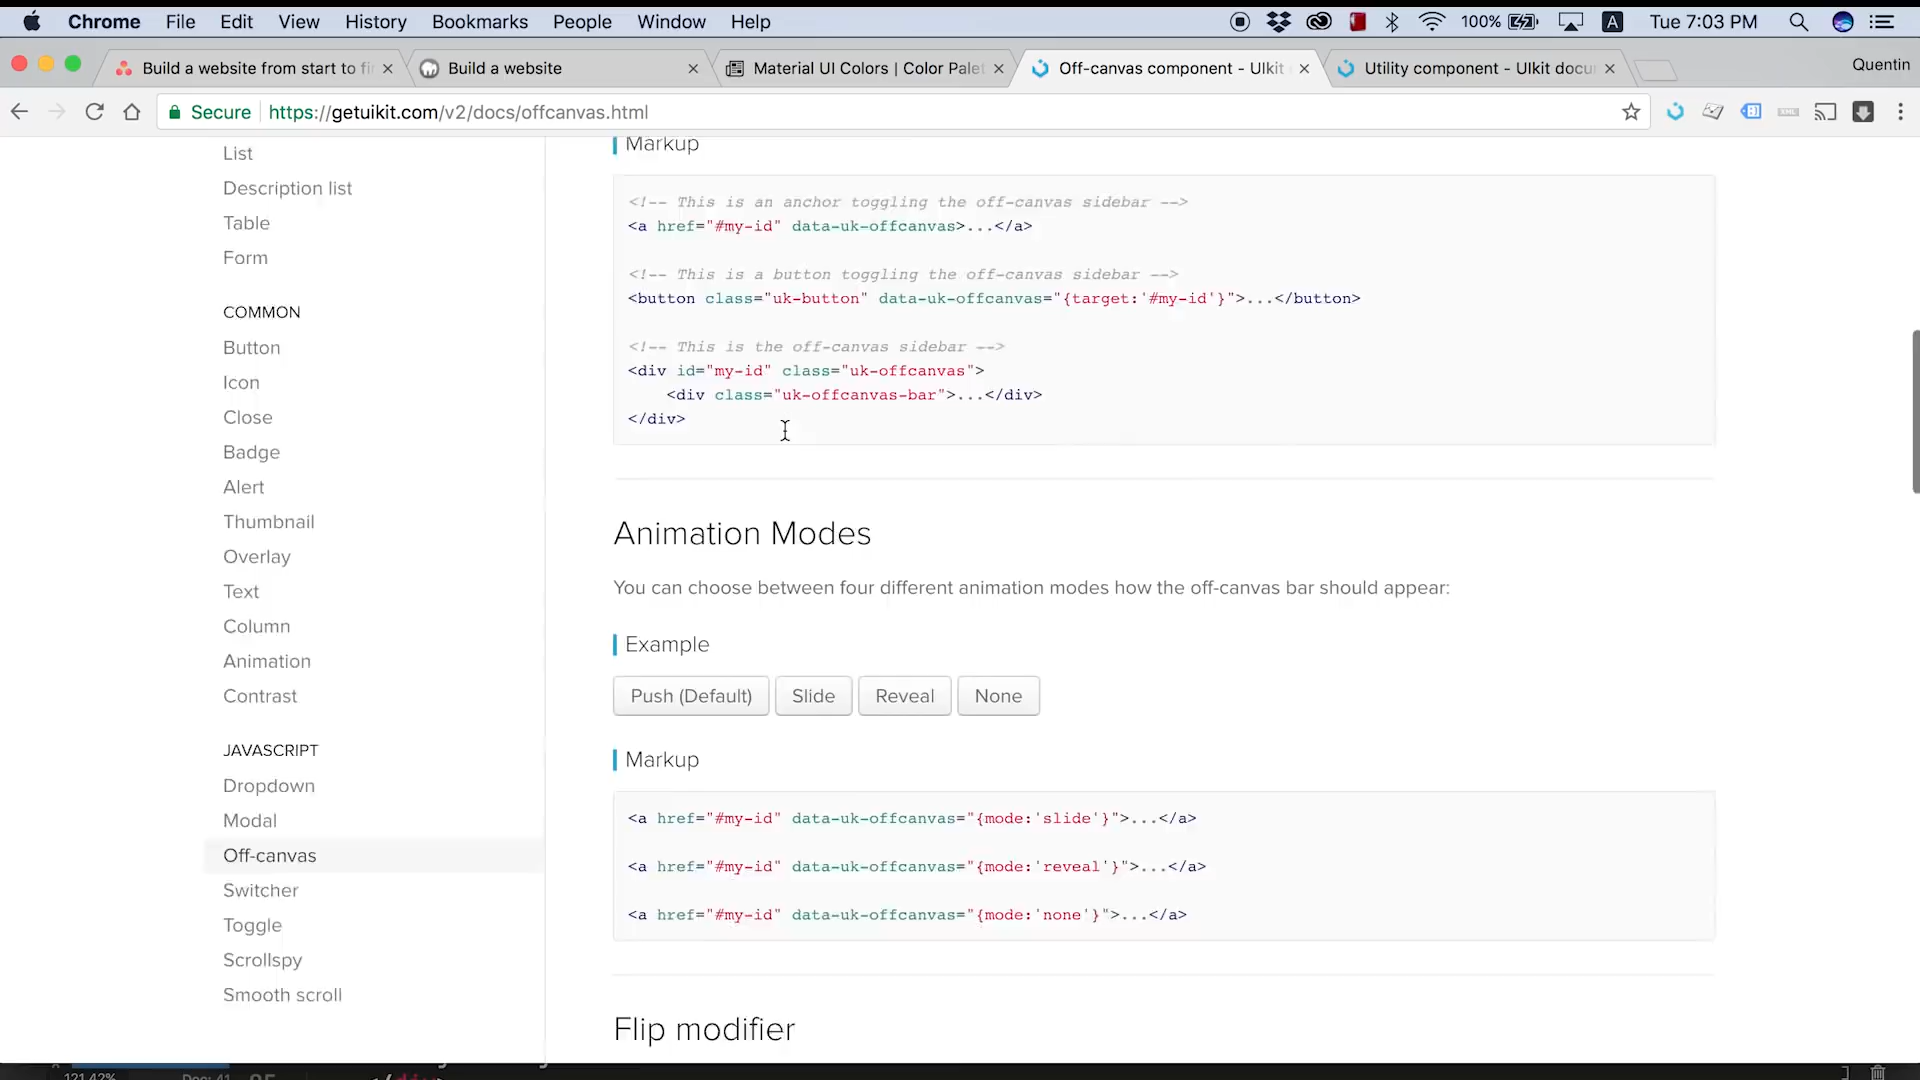 Chrome File Edit View History Bookmarks People Window Help 100% A Tue 7:03 PM
Build a website from start to fi
Build a website
Material UI Colors | Color Palet
Off-canvas component - UIkit
Utility component - UIkit docu
Quentin
Secure https://getuikit.com/v2/docs/offcanvas.html
List
Description list
Table
Form
COMMON
Button
Icon
Close
Badge
Alert
Thumbnail
Overlay
Text
Column
Animation
Contrast
JAVASCRIPT
Dropdown
Modal
Off-canvas
Switcher
Toggle
Scrollspy
Smooth scroll
Markup
<!-- This is an anchor toggling the off-canvas sidebar -->
<a href="#my-id" data-uk-offcanvas>...</a>
<!-- This is a button toggling the off-canvas sidebar -->
<button class="uk-button" data-uk-offcanvas="{target:'#my-id'}">...</button>
<!-- This is the off-canvas sidebar -->
<div id="my-id" class="uk-offcanvas">
<div class="uk-offcanvas-bar">...</div>
</div>
Animation Modes
You can choose between four different animation modes how the off-canvas bar should appear:
Example
Push (Default) Slide Reveal None
Markup
<a href="#my-id" data-uk-offcanvas="{mode:'slide'}">...</a>
<a href="#my-id" data-uk-offcanvas="{mode:'reveal'}">...</a>
<a href="#my-id" data-uk-offcanvas="{mode:'none'}">...</a>
Flip modifier